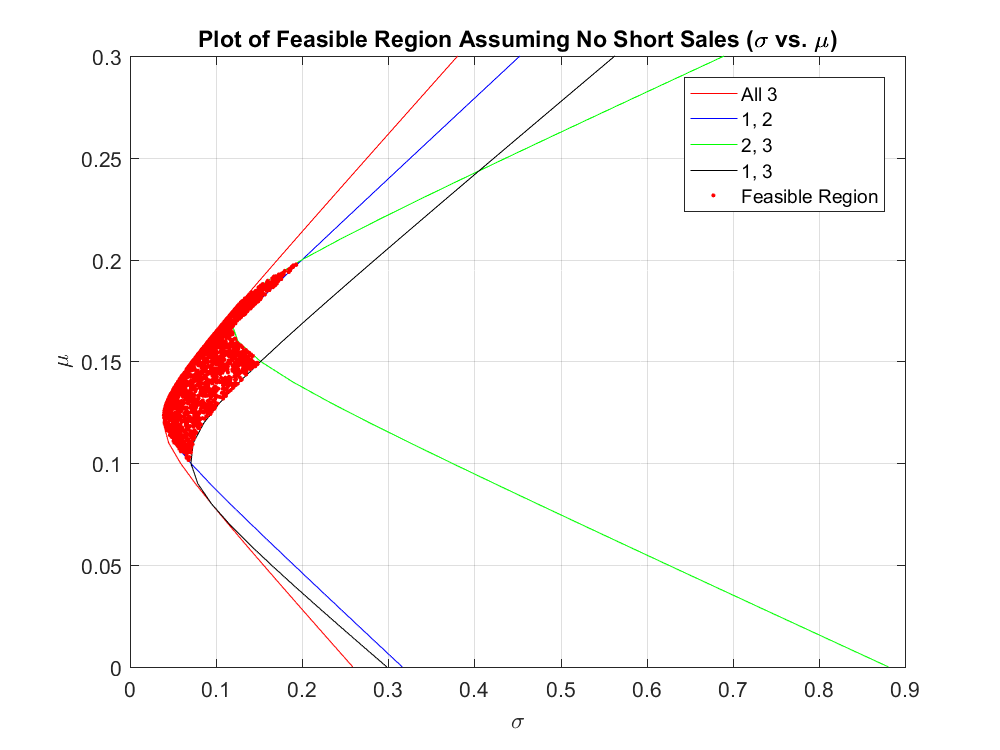 Plot of Feasible Region Assuming No Short Sales (σ vs. μ)
0.3
0.25
0.2
0.15
0.1
0.05
0
μ
All 3
1, 2
2, 3
1, 3
Feasible Region
0 0.1 0.2 0.3 0.4 0.5 0.6 0.7 0.8 0.9
σ